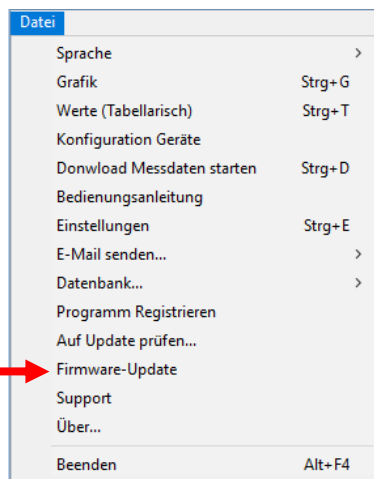 Datei
Sprache >
Grafik Strg+G
Werte (Tabellarisch) Strg+T
Konfiguration Geräte
Donwload Messdaten starten Strg+D
Bedienungsanleitung
Einstellungen Strg+E
E-Mail senden... >
Datenbank... >
Programm Registrieren
Auf Update prüfen...
Firmware-Update
Support
Über...
Beenden Alt+F4